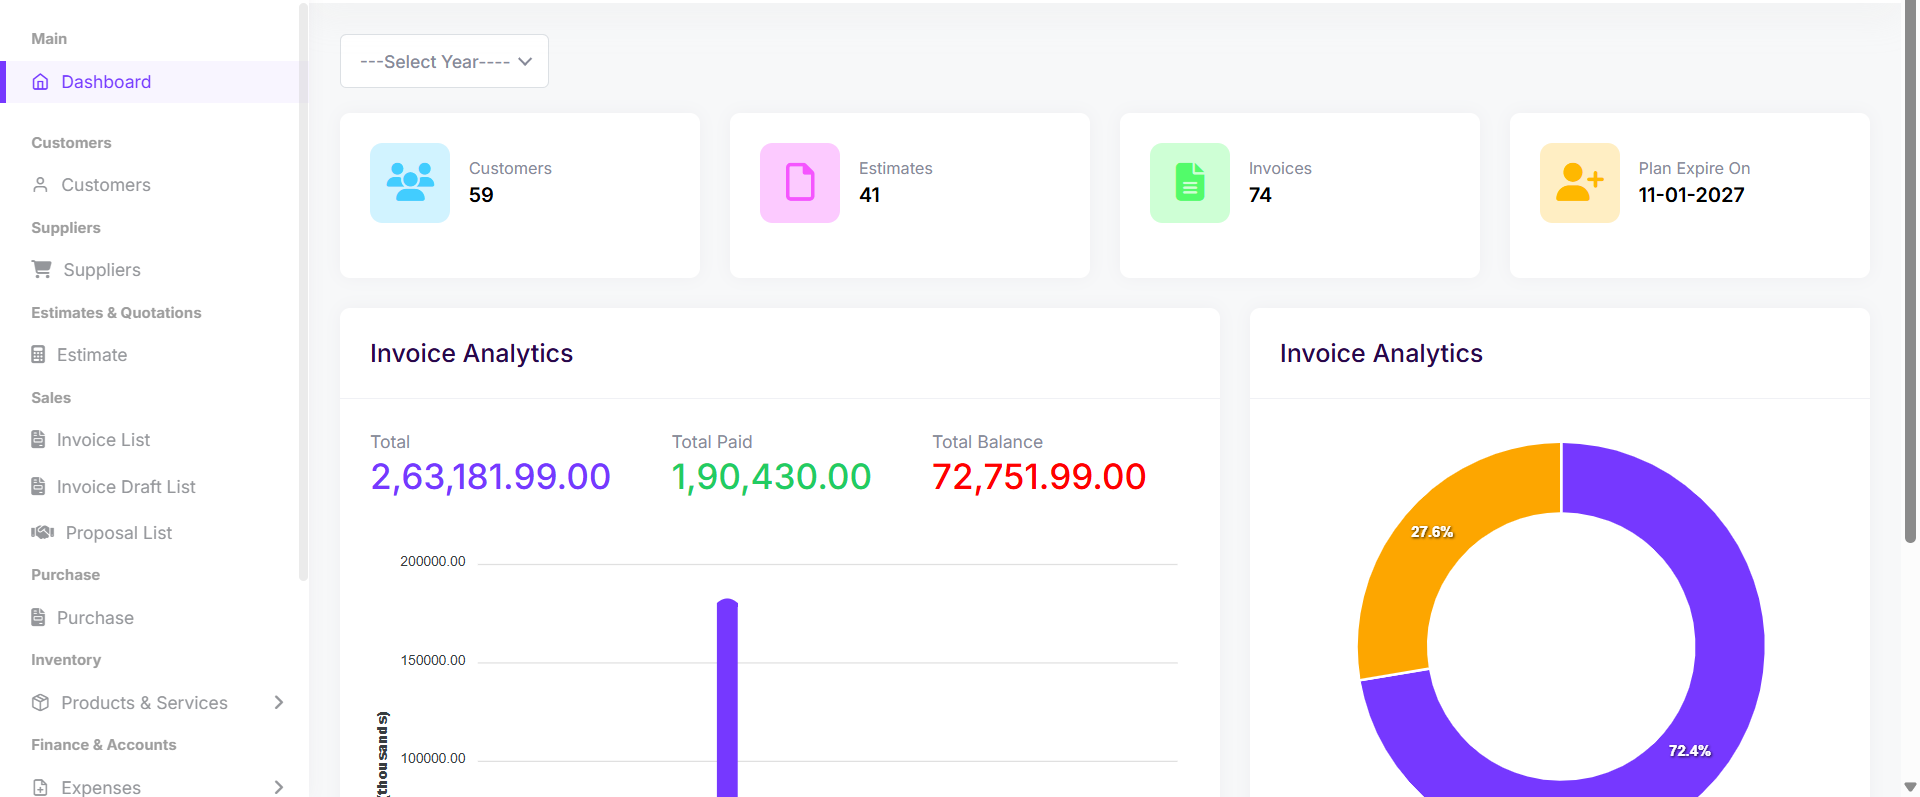 Main
Dashboard
Customers
Customers
Suppliers
Suppliers
Estimates & Quotations
Estimate
Sales
Invoice List
Invoice Draft List
Proposal List
Purchase
Purchase
Inventory
Products & Services
Finance & Accounts
Expenses
---Select Year----
Customers
59
Estimates
41
Invoices
74
Plan Expire On
11-01-2027
Invoice Analytics
Total
2,63,181.99.00
Total Paid
1,90,430.00
Total Balance
72,751.99.00
200000.00
150000.00
100000.00
(thousands)
Invoice Analytics
27.6%
72.4%